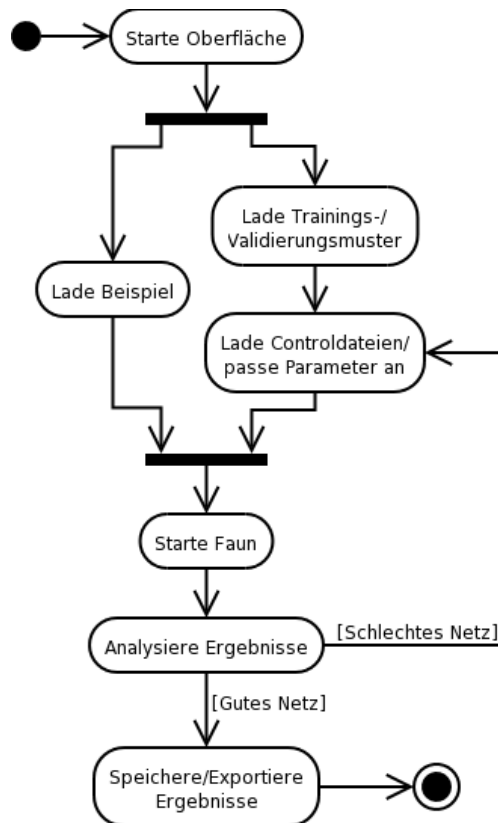 Starte Oberfläche
Lade Trainings-/
Validierungsmuster
Lade Beispiel
Lade Controldateien/
passe Parameter an
Starte Faun
Analysiere Ergebnisse
[Schlechtes Netz]
[Gutes Netz]
Speichere/Exportiere
Ergebnisse